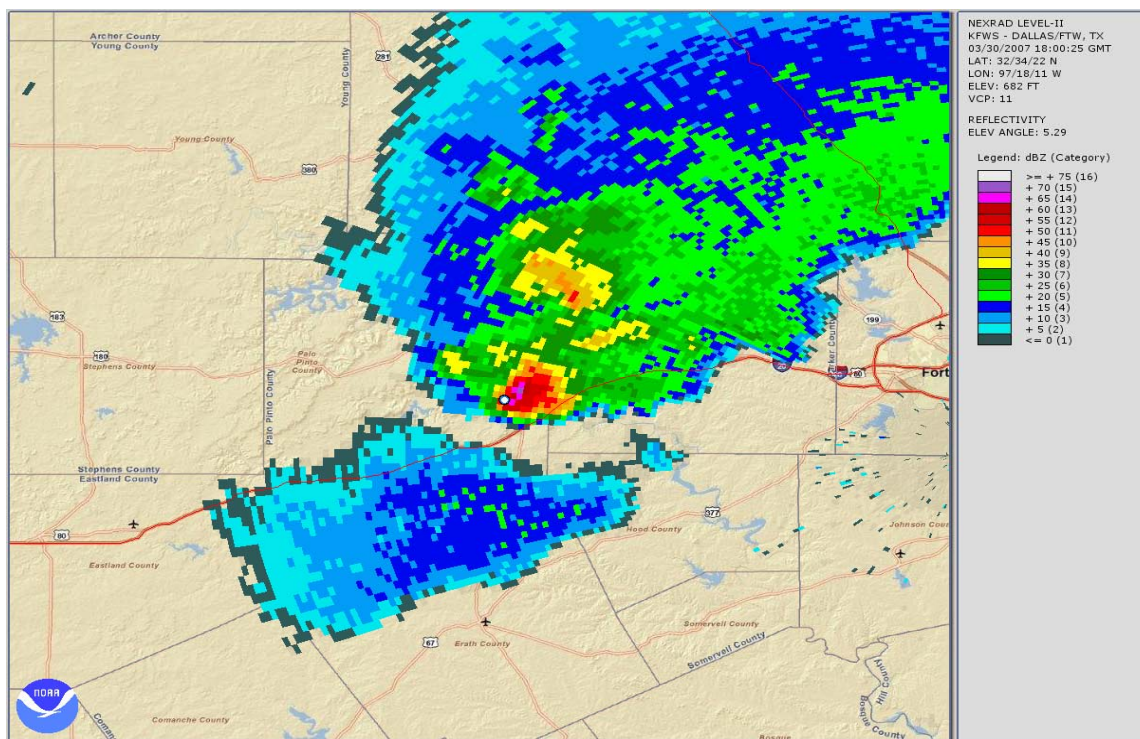 NEXRAD LEVEL-II
KFWS - DALLAS/FTW, TX
03/30/2007 18:00:25 GMT
LAT: 32/34/22 N
LON: 97/18/11 W
ELEV: 682 FT
VCP: 11
REFLECTIVITY
ELEV ANGLE: 5.29
Legend: dBZ (Category)
>= + 75 (16)
+ 70 (15)
+ 65 (14)
+ 60 (13)
+ 55 (12)
+ 50 (11)
+ 45 (10)
+ 40 (9)
+ 35 (8)
+ 30 (7)
+ 25 (6)
+ 20 (5)
+ 15 (4)
+ 10 (3)
+ 5 (2)
<= 0 (1)
Archer County
Young County
281
Young County
Young County
380
183
180
Stephens County
Palo
Pinto
County
Palo Pinto County
199
20
80
Fort
Stephens County
Eastland County
80
Eastland County
377
Hood County
Johnson Coun
67
Erath County
Somervell County
Somervell County
Hill County
Bosque County
Comanche County
Coman
Bosque
NOAA